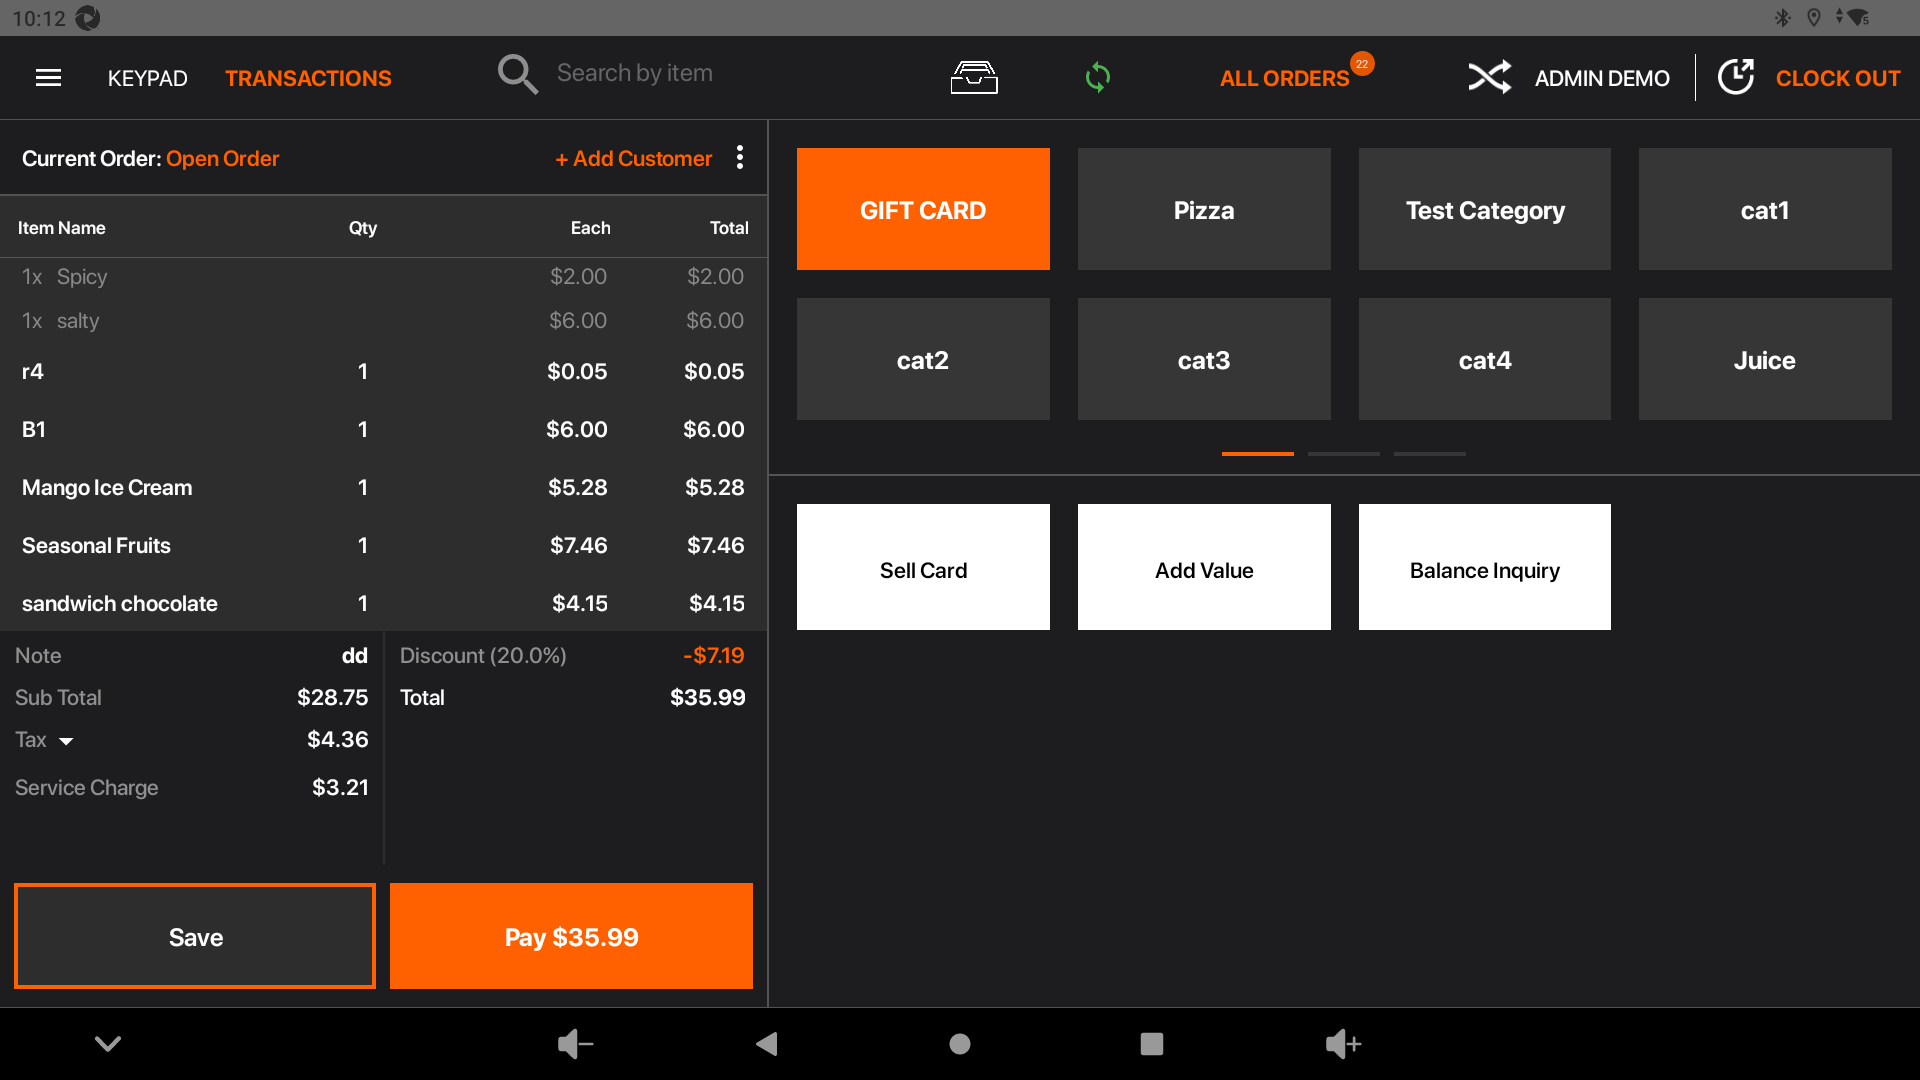 10:12
5
KEYPAD TRANSACTIONS Search by item ALL ORDERS 22 ADMIN DEMO CLOCK OUT
Current Order: Open Order + Add Customer
Item Name Qty Each Total
1x Spicy $2.00 $2.00
1x salty $6.00 $6.00
r4 1 $0.05 $0.05
B1 1 $6.00 $6.00
Mango Ice Cream 1 $5.28 $5.28
Seasonal Fruits 1 $7.46 $7.46
sandwich chocolate 1 $4.15 $4.15
Note dd
Sub Total $28.75
Tax $4.36
Service Charge $3.21
Discount (20.0%) -$7.19
Total $35.99
Save
Pay $35.99
GIFT CARD Pizza Test Category cat1
cat2 cat3 cat4 Juice
Sell Card Add Value Balance Inquiry